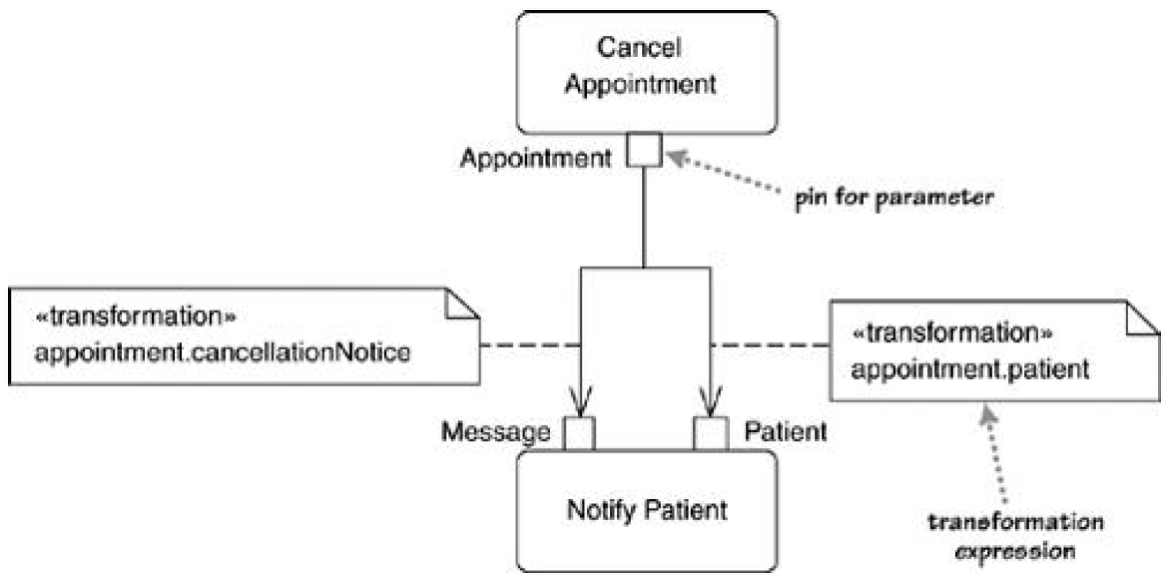 Cancel
Appointment
Appointment
pin for parameter
«transformation»
appointment.cancellationNotice
«transformation»
appointment.patient
Message
Patient
Notify Patient
transformation
expression